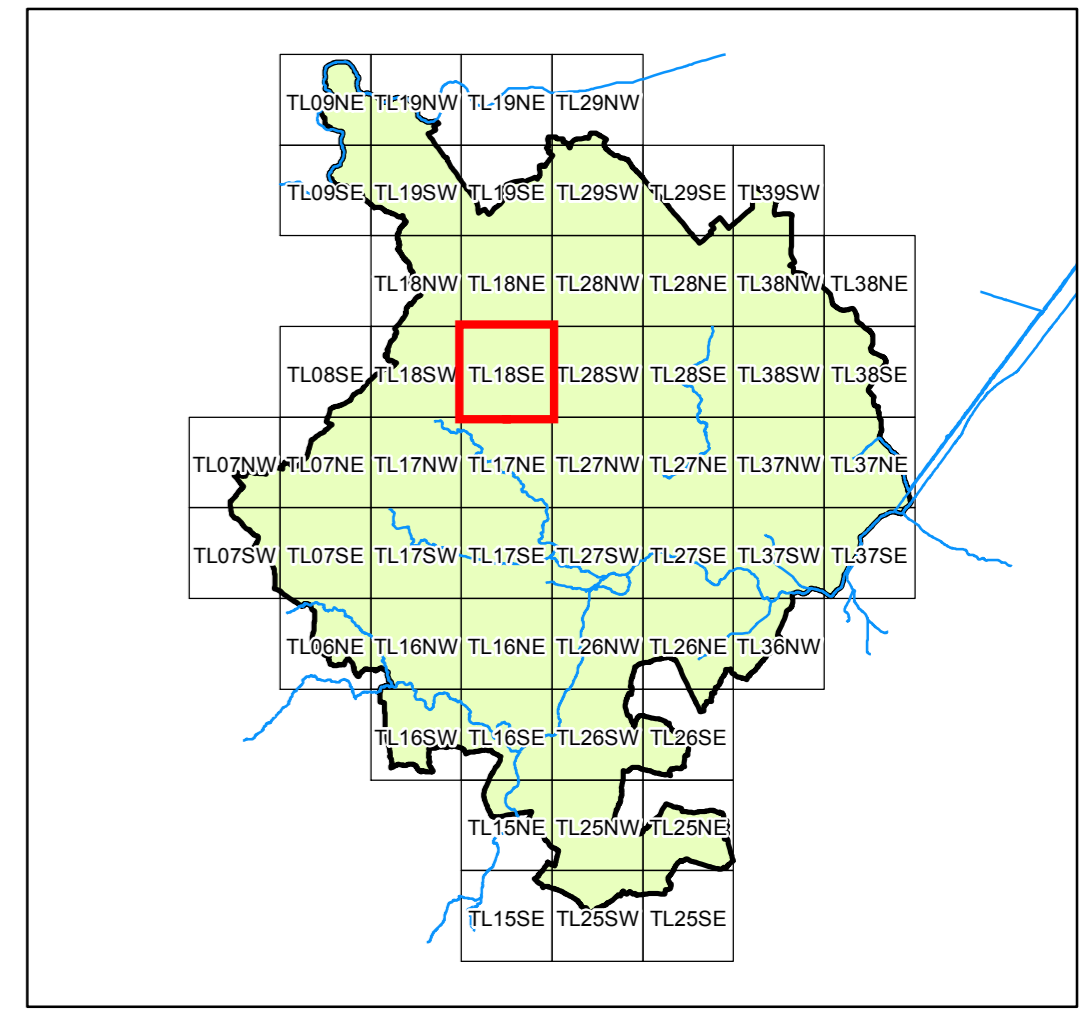 TL09NE TL19NW TL19NE TL29NW
TL09SE TL19SW TL19SE TL29SW TL29SE TL39SW
TL18NW TL18NE TL28NW TL28NE TL38NW TL38NE
TL08SE TL18SW TL18SE TL28SW TL28SE TL38SW TL38SE
TL07NW TL07NE TL17NW TL17NE TL27NW TL27NE TL37NW TL37NE
TL07SW TL07SE TL17SW TL17SE TL27SW TL27SE TL37SW TL37SE
TL06NE TL16NW TL16NE TL26NW TL26NE TL36NW
TL16SW TL16SE TL26SW TL26SE
TL15NE TL25NW TL25NE
TL15SE TL25SW TL25SE